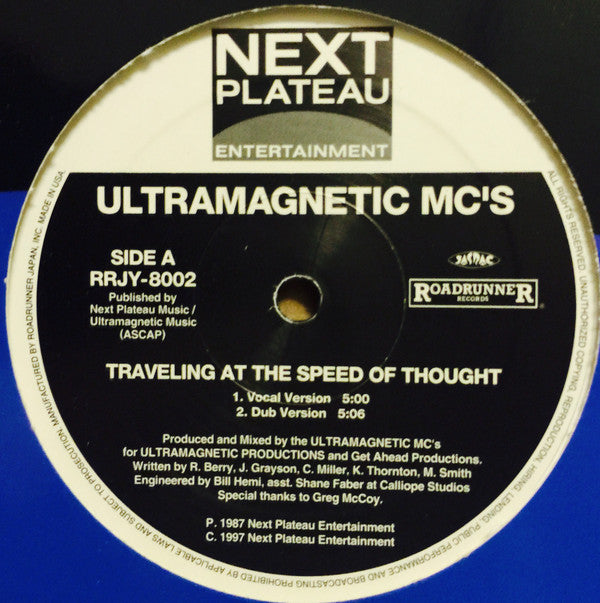 NEXT
PLATEAU
ENTERTAINMENT
ULTRAMAGNETIC MC'S
SIDE A
RRJY-8002
Published by
Next Plateau Music /
Ultramagnetic Music
(ASCAP)
JASRAC
ROADRUNNER
RECORDS
TRAVELING AT THE SPEED OF THOUGHT
1. Vocal Version 5:00
2. Dub Version 5:06
Produced and Mixed by the ULTRAMAGNETIC MC's
for ULTRAMAGNETIC PRODUCTIONS and Get Ahead Productions.
Written by R. Berry, J. Grayson, C. Miller, K. Thornton, M. Smith
Engineered by Bill Hemi, asst. Shane Faber at Calliope Studios
Special thanks to Greg McCoy.
P. 1987 Next Plateau Entertainment
C. 1997 Next Plateau Entertainment
ALL RIGHTS RESERVED. UNAUTHORIZED COPYING, REPRODUCTION, HIRING, LENDING, PUBLIC PERFORMANCE AND BROADCASTING PROHIBITED BY APPLICABLE LAWS AND SUBJECT TO PROSECUTION. MANUFACTURED BY ROADRUNNER JAPAN, INC. MADE IN USA.